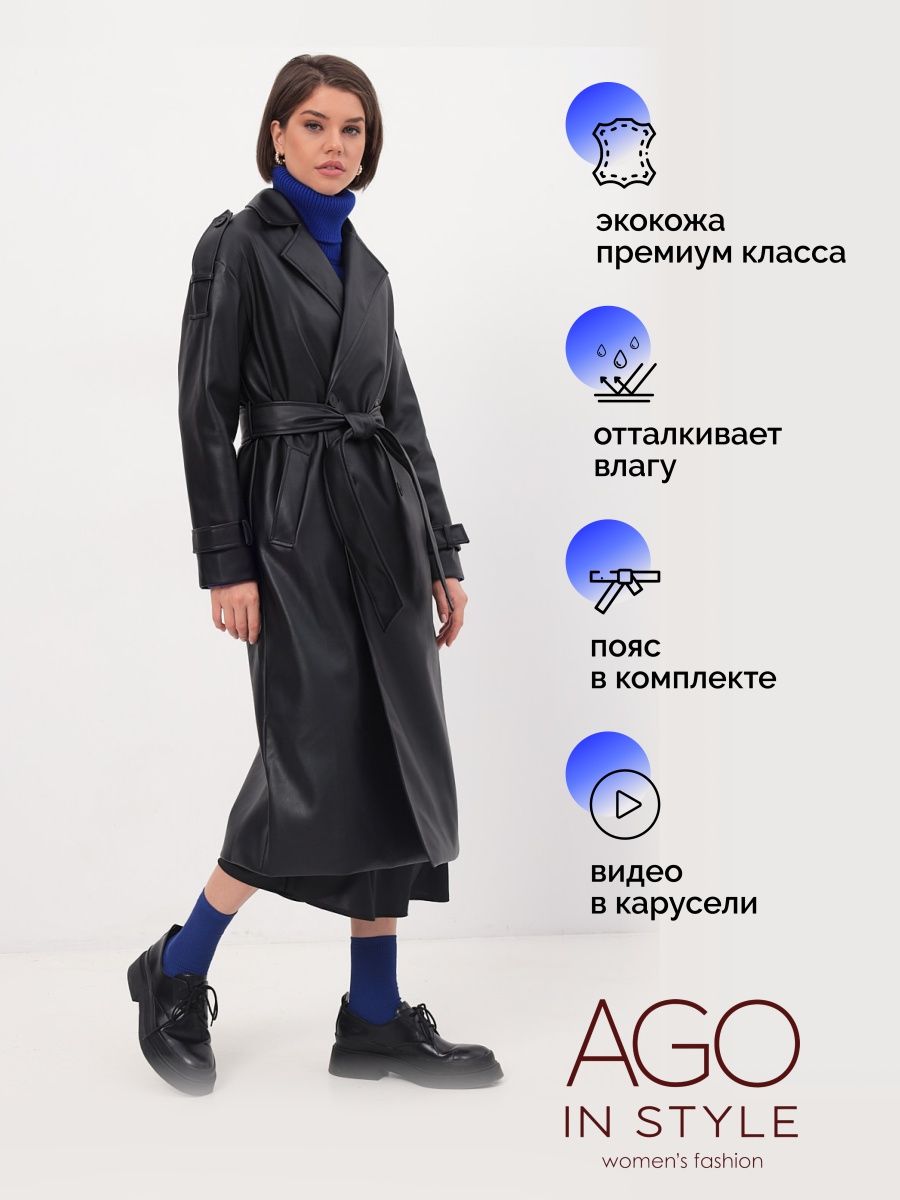 экокожа
премиум класса
отталкивает
влагу
пояс
в комплекте
видео
в карусели
AGO
IN STYLE
women's fashion